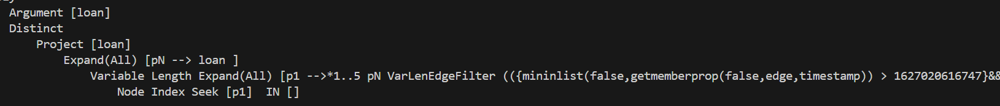 Argument [loan]
Distinct
Project [loan]
Expand(All) [pN --> loan ]
Variable Length Expand(All) [p1 -->*1..5 pN VarLenEdgeFilter (({mininlist(false,getmemberprop(false,edge,timestamp)) > 1627020616747}&&
Node Index Seek [p1]  IN []